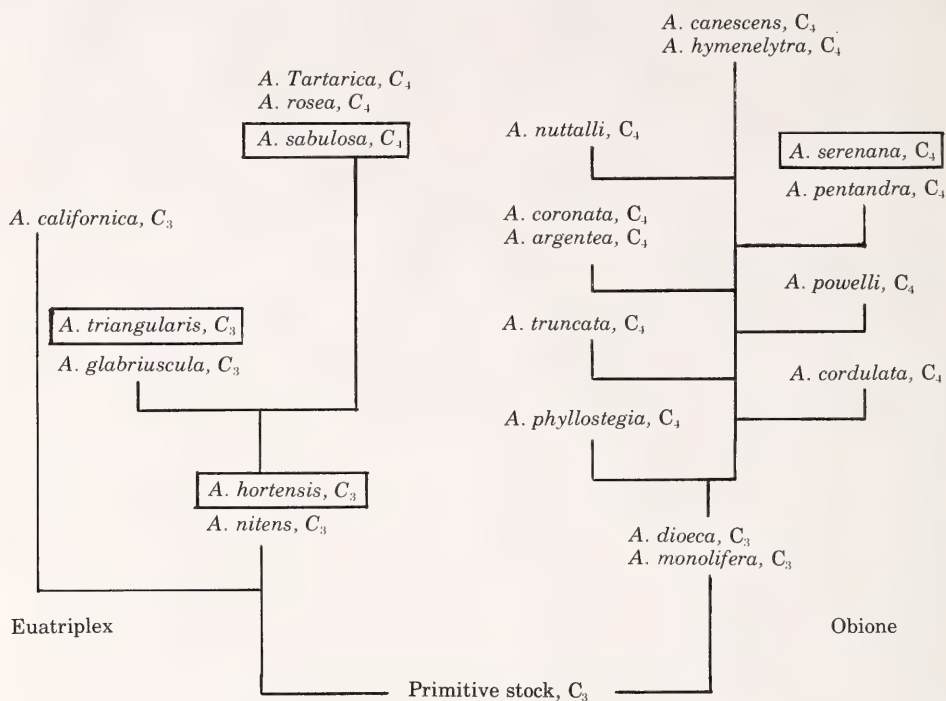 A. canescens, C₄
A. hymenelytra, C₄
A. Tartarica, C₄
A. rosea, C₄
A. sabulosa, C₄
A. nuttalli, C₄
A. serenana, C₄
A. pentandra, C₄
A. californica, C₃
A. coronata, C₄
A. argentea, C₄
A. powelli, C₄
A. triangularis, C₃
A. glabriuscula, C₃
A. truncata, C₄
A. cordulata, C₄
A. phyllostegia, C₄
A. hortensis, C₃
A. nitens, C₃
A. dioeca, C₃
A. monolifera, C₃
Euatriplex
Obione
Primitive stock, C₃